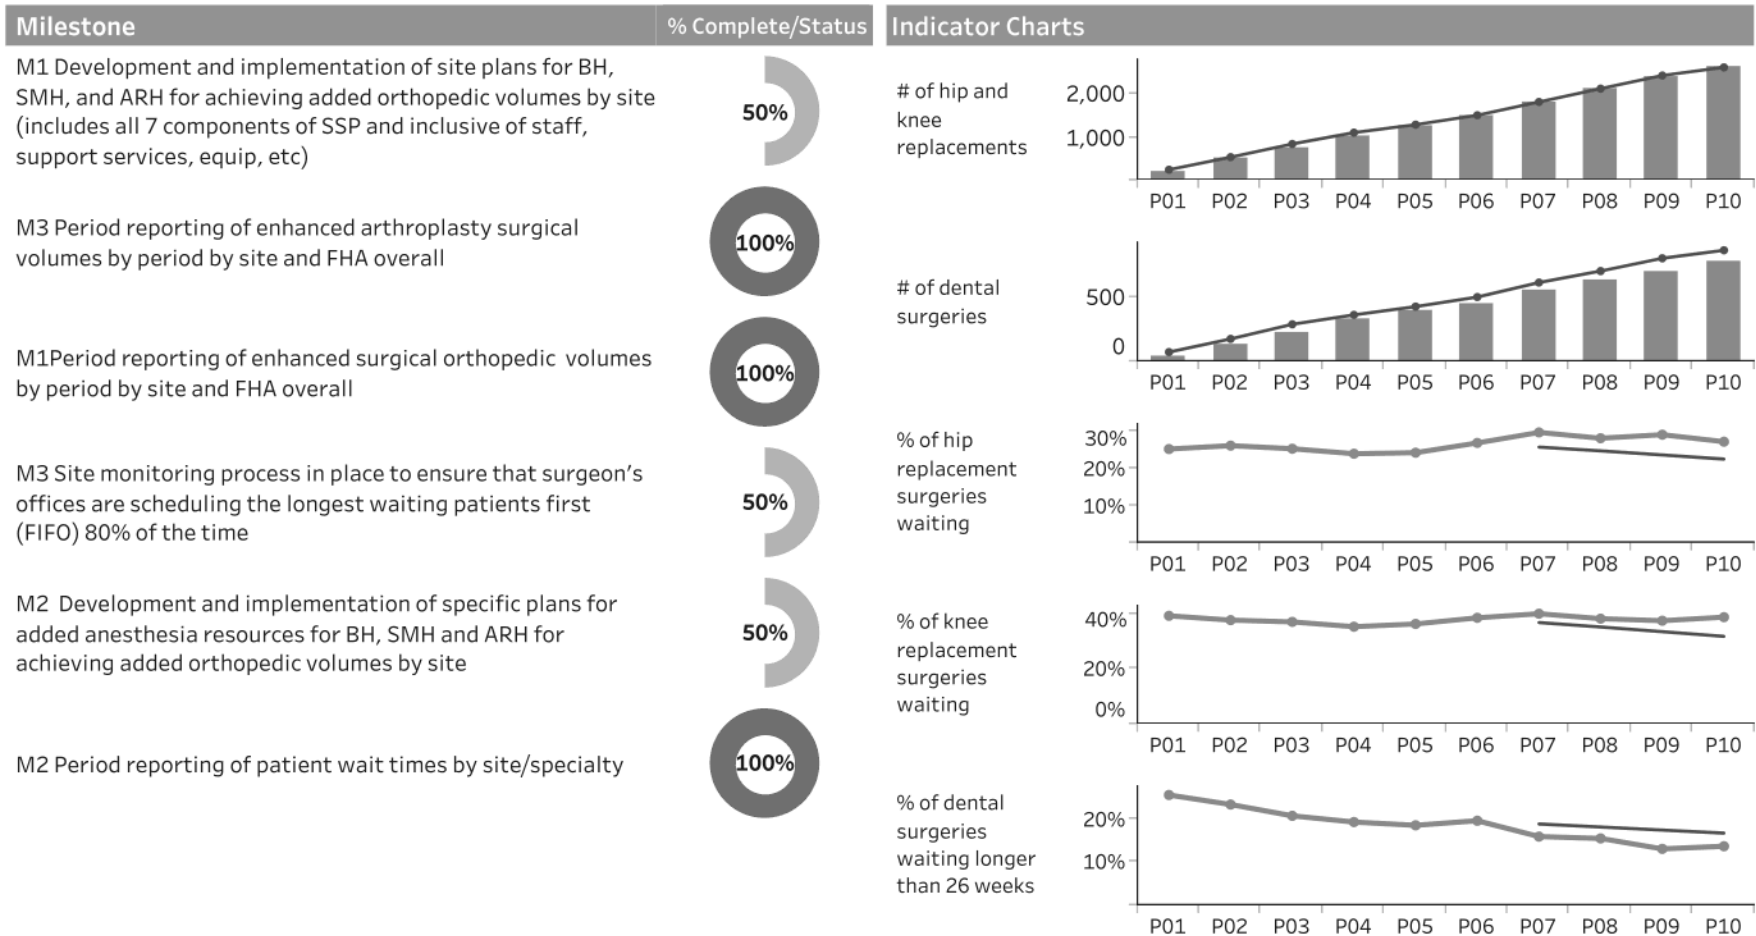 Milestone
% Complete/Status
M1 Development and implementation of site plans for BH,
SMH, and ARH for achieving added orthopedic volumes by site
(includes all 7 components of SSP and inclusive of staff,
support services, equip, etc)
50%
M3 Period reporting of enhanced arthroplasty surgical
volumes by period by site and FHA overall
100%
M1Period reporting of enhanced surgical orthopedic  volumes
by period by site and FHA overall
100%
M3 Site monitoring process in place to ensure that surgeon's
offices are scheduling the longest waiting patients first
(FIFO) 80% of the time
50%
M2  Development and implementation of specific plans for
added anesthesia resources for BH, SMH and ARH for
achieving added orthopedic volumes by site
50%
M2 Period reporting of patient wait times by site/specialty
100%
Indicator Charts
# of hip and
knee
replacements
2,000
1,000
P01 P02 P03 P04 P05 P06 P07 P08 P09 P10
# of dental
surgeries
500
0
P01 P02 P03 P04 P05 P06 P07 P08 P09 P10
% of hip
replacement
surgeries
waiting
30%
20%
10%
P01 P02 P03 P04 P05 P06 P07 P08 P09 P10
% of knee
replacement
surgeries
waiting
40%
20%
0%
P01 P02 P03 P04 P05 P06 P07 P08 P09 P10
% of dental
surgeries
waiting longer
than 26 weeks
20%
10%
P01 P02 P03 P04 P05 P06 P07 P08 P09 P10